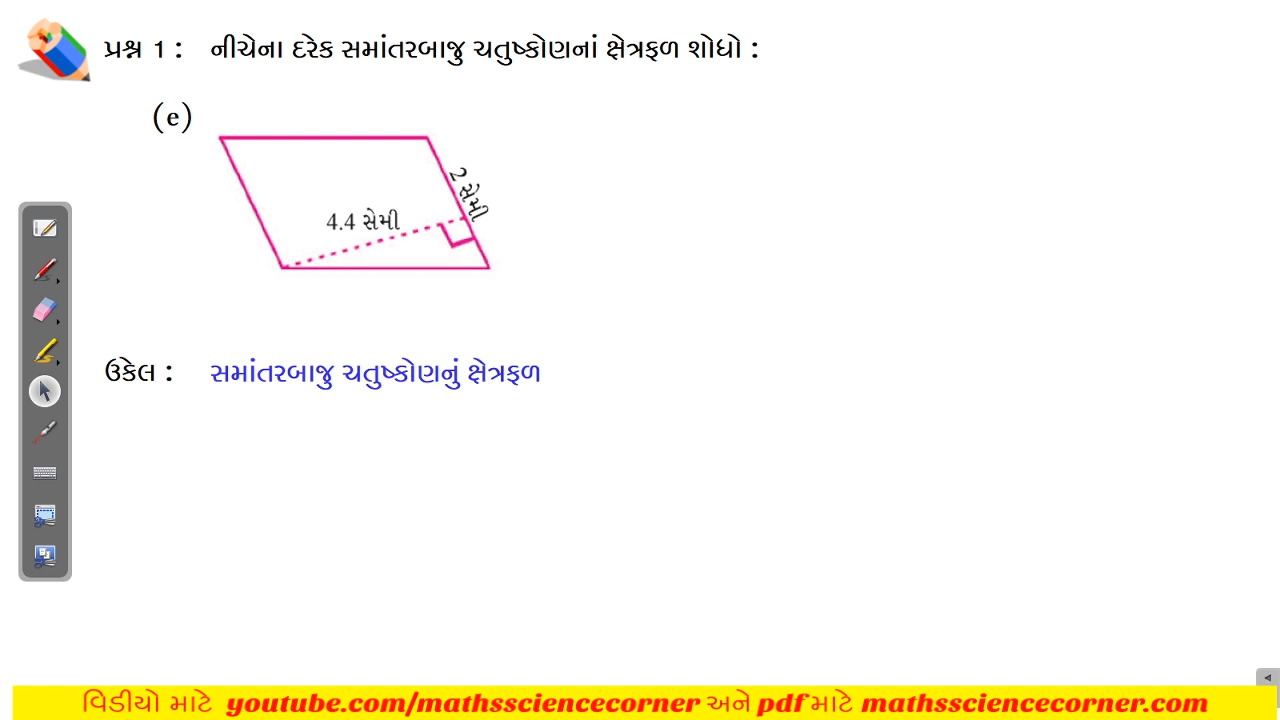 પ્રશ્ન 1 : નીચેના દરેક સમાંતરબાજુ ચતુષ્કોણનાં ક્ષેત્રફળ શોધો :
(e)
2 સેમી
4.4 સેમી
ઉકેલ : સમાંતરબાજુ ચતુષ્કોણનું ક્ષેત્રફળ
વિડીયો માટે youtube.com/mathssciencecorner અને pdf માટે mathssciencecorner.com